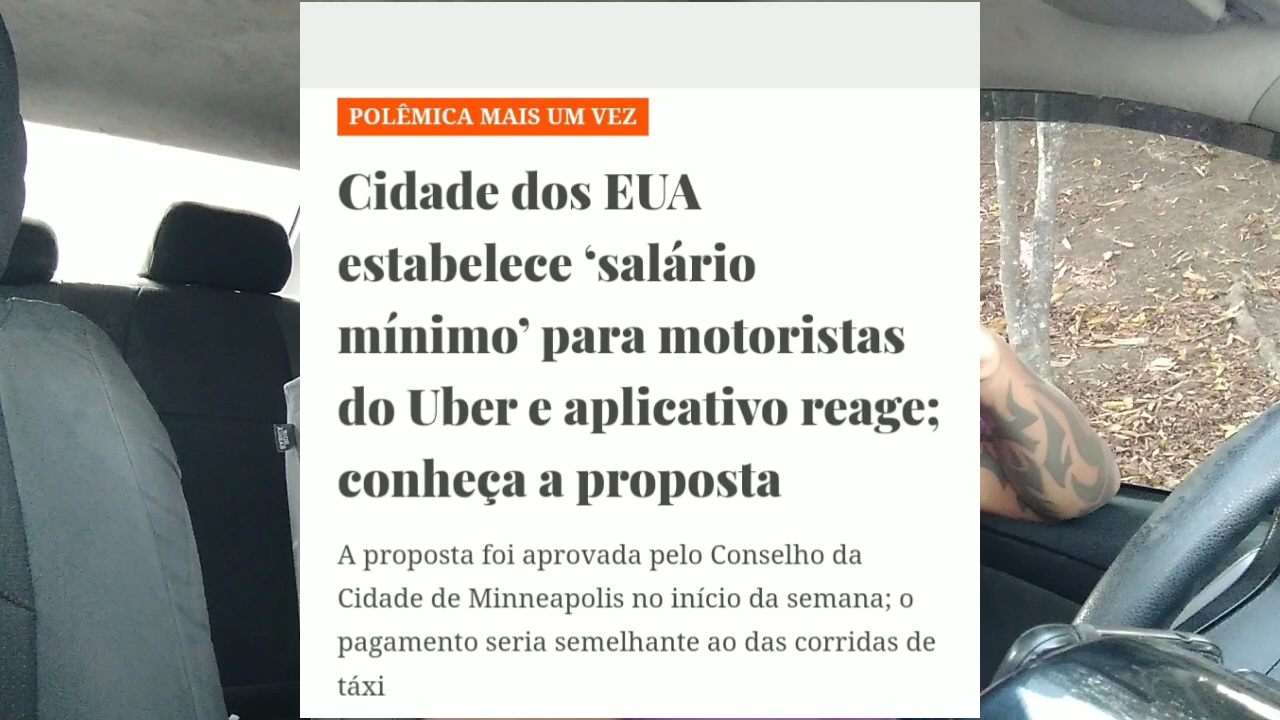 POLÊMICA MAIS UM VEZ
Cidade dos EUA
estabelece ‘salário
mínimo’ para motoristas
do Uber e aplicativo reage;
conheça a proposta
A proposta foi aprovada pelo Conselho da
Cidade de Minneapolis no início da semana; o
pagamento seria semelhante ao das corridas de
táxi